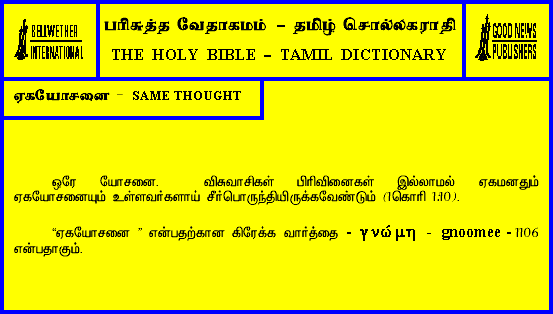 BELLWETHER
INTERNATIONAL
பரிசுத்த வேதாகமம் – தமிழ் சொல்லகராதி
THE HOLY BIBLE – TAMIL DICTIONARY
GOOD NEWS
PUBLISHERS
ஏகயோசனை – SAME THOUGHT
ஒரே யோசனை. விசுவாசிகள் பிரிவினைகள் இல்லாமல் ஏகமனதும்
ஏகயோசனையும் உள்ளவர்களாய் சீர்பொருந்தியிருக்கவேண்டும் (1கொரி 1:10).
“ஏகயோசனை ” என்பதற்கான கிரேக்க வார்த்தை - γνώμη - gnoomee - 1106
என்பதாகும்.